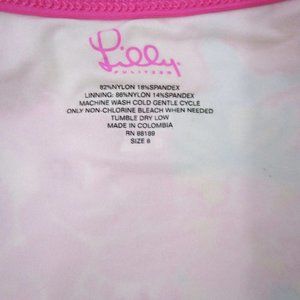 Lilly
PULITZER
82%NYLON 18%SPANDEX
LINNING: 86%NYLON 14%SPANDEX
MACHINE WASH COLD GENTLE CYCLE
ONLY NON-CHLORINE BLEACH WHEN NEEDED
TUMBLE DRY LOW
MADE IN COLOMBIA
RN 88189
SIZE 6